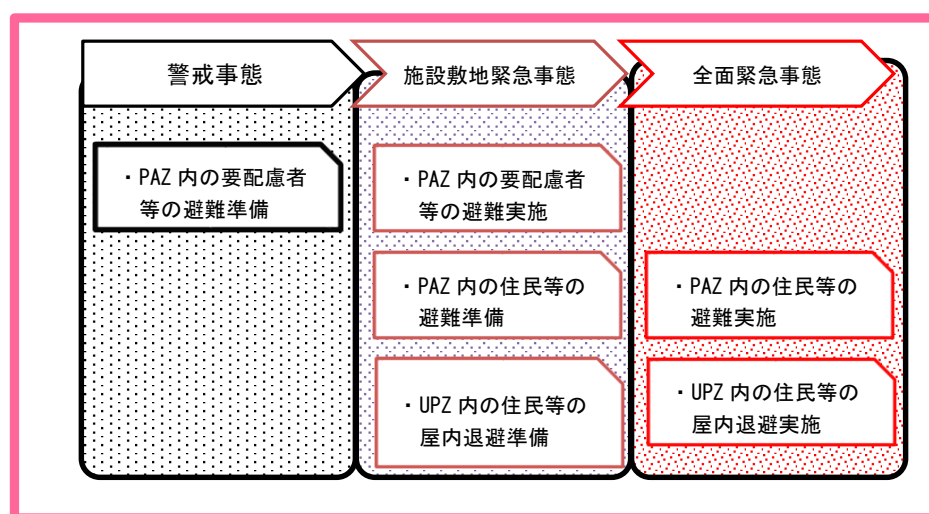 警戒事態
施設敷地緊急事態
全面緊急事態
・PAZ 内の要配慮者
等の避難準備
・PAZ 内の要配慮者
等の避難実施
・PAZ 内の住民等の
避難準備
・UPZ 内の住民等の
屋内退避準備
・PAZ 内の住民等の
避難実施
・UPZ 内の住民等の
屋内退避実施